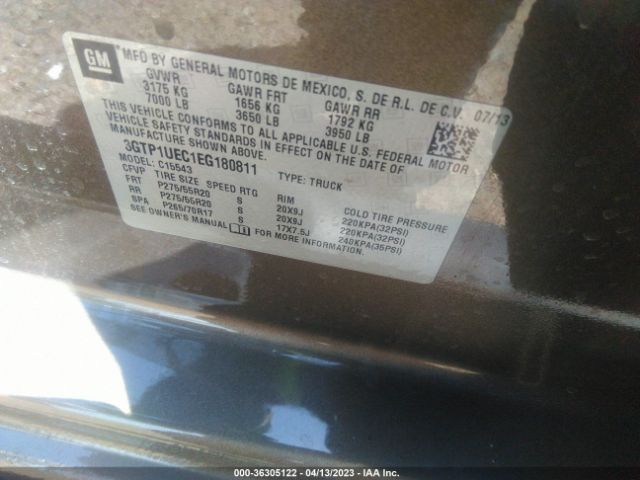 GM
MFD BY GENERAL MOTORS DE MEXICO, S. DE R.L. DE C.V. 07/13
GVWR GAWR FRT GAWR RR
3175 KG 1656 KG 1792 KG
7000 LB 3650 LB 3950 LB
THIS VEHICLE CONFORMS TO ALL APPLICABLE U.S. FEDERAL MOTOR
VEHICLE SAFETY STANDARDS IN EFFECT ON THE DATE OF
MANUFACTURE SHOWN ABOVE.
3GTP1UEC1EG180811
MODEL: C15543 TYPE: TRUCK
CFVP TIRE SIZE SPEED RTG RIM COLD TIRE PRESSURE
FRT P275/55R20 S 20X9J 220KPA(32PSI)
RR P275/55R20 S 20X9J 220KPA(32PSI)
SPA P265/70R17 S 17X7.5J 240KPA(35PSI)
SEE OWNER'S MANUAL FOR MORE INFORMATION.
000-36305122 - 04/13/2023 - IAA Inc.